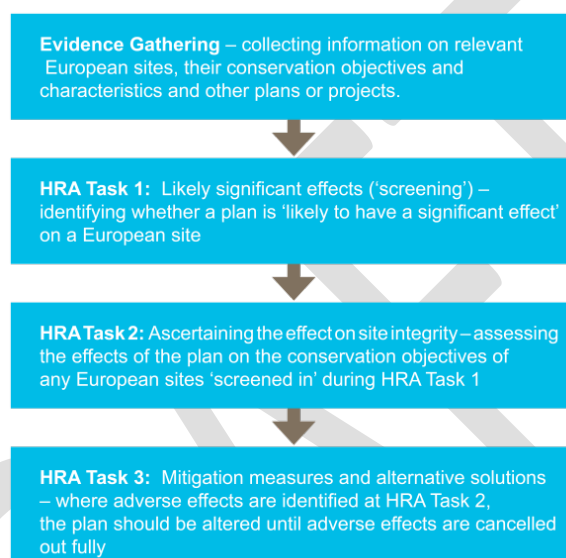 Evidence Gathering – collecting information on relevant
European sites, their conservation objectives and
characteristics and other plans or projects.
HRA Task 1: Likely significant effects (‘screening’) –
identifying whether a plan is ‘likely to have a significant effect’
on a European site
HRA Task 2: Ascertaining the effect on site integrity – assessing
the effects of the plan on the conservation objectives of
any European sites ‘screened in’ during HRA Task 1
HRA Task 3: Mitigation measures and alternative solutions
– where adverse effects are identified at HRA Task 2,
the plan should be altered until adverse effects are cancelled
out fully